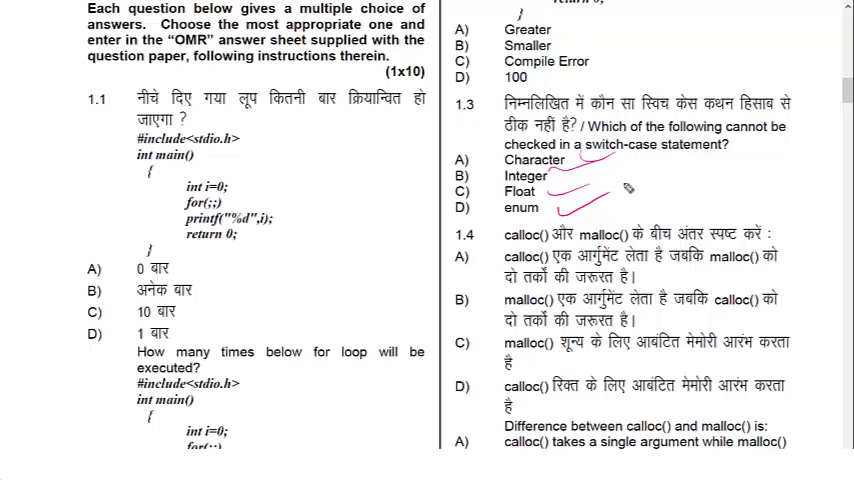 Each question below gives a multiple choice of
answers. Choose the most appropriate one and
enter in the “OMR” answer sheet supplied with the
question paper, following instructions therein.
(1x10)
1.1 नीचे दिए गया लूप कितनी बार क्रियान्वित हो
जाएगा ?
#include<stdio.h>
int main()
{
int i=0;
for(;;)
printf("%d",i);
return 0;
}
A) 0 बार
B) अनेक बार
C) 10 बार
D) 1 बार
How many times below for loop will be
executed?
#include<stdio.h>
int main()
{
int i=0;
for(;;)
return 0;
}
A) Greater
B) Smaller
C) Compile Error
D) 100
1.3 निम्नलिखित में कौन सा स्विच केस कथन हिसाब से
ठीक नहीं है? / Which of the following cannot be
checked in a switch-case statement?
A) Character
B) Integer
C) Float
D) enum
1.4 calloc() और malloc() के बीच अंतर स्पष्ट करें :
A) calloc() एक आर्गुमेंट लेता है जबकि malloc() को
दो तर्कों की जरूरत है।
B) malloc() एक आर्गुमेंट लेता है जबकि calloc() को
दो तर्कों की जरूरत है।
C) malloc() शून्य के लिए आबंटित मेमोरी आरंभ करता
है
D) calloc() रिक्त के लिए आबंटित मेमोरी आरंभ करता
है
Difference between calloc() and malloc() is:
A) calloc() takes a single argument while malloc()